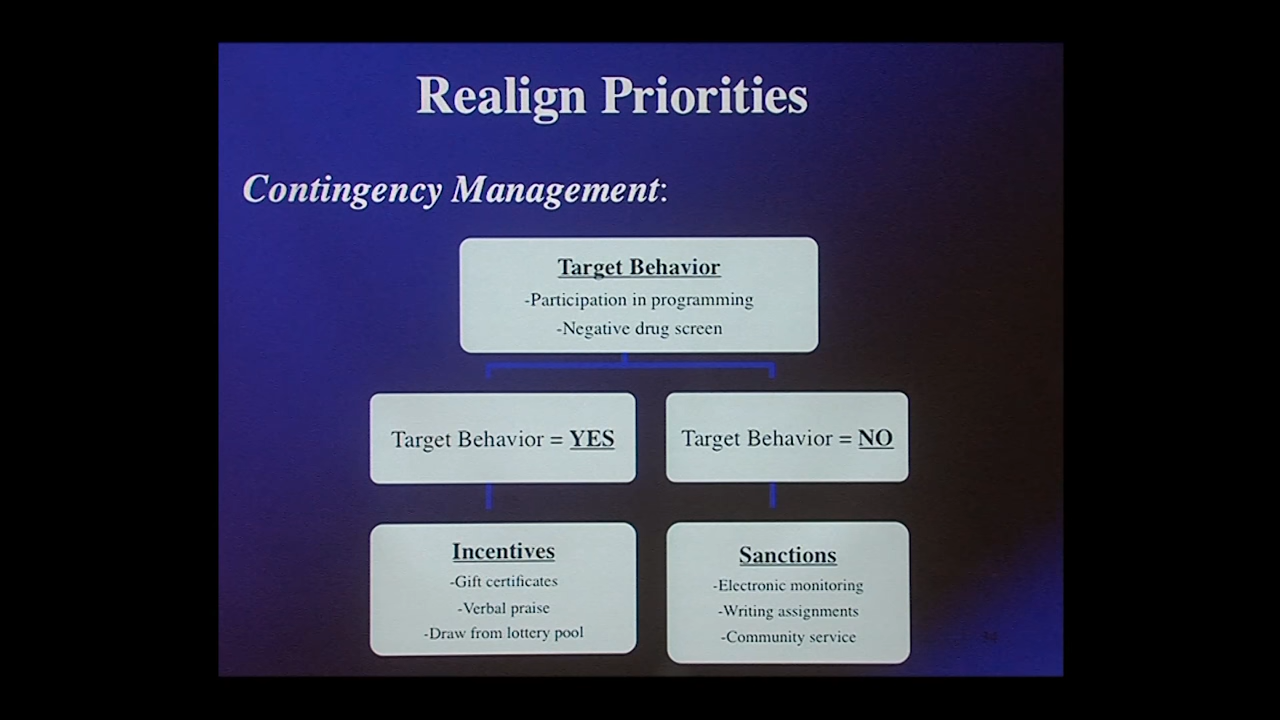 Realign Priorities
Contingency Management:
Target Behavior
-Participation in programming
-Negative drug screen
Target Behavior = YES
Target Behavior = NO
Incentives
-Gift certificates
-Verbal praise
-Draw from lottery pool
Sanctions
-Electronic monitoring
-Writing assignments
-Community service
34